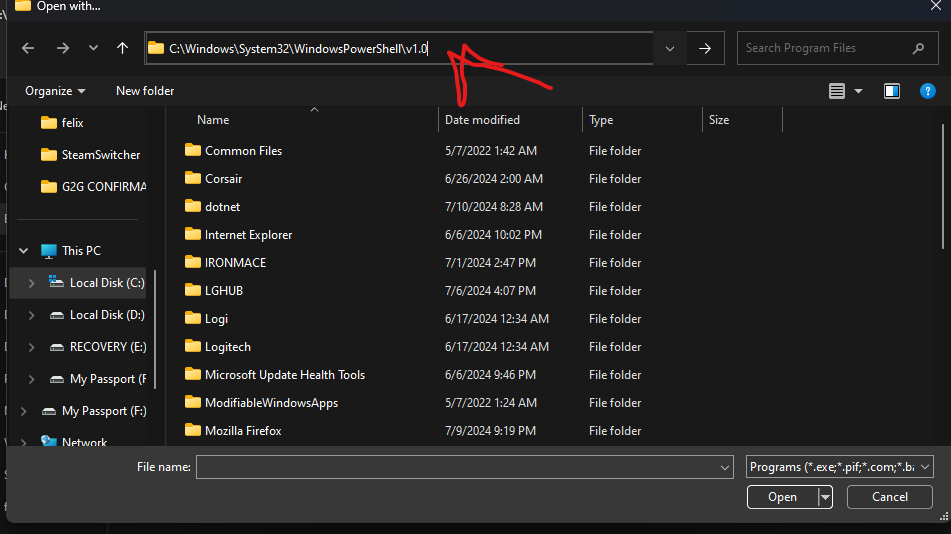 Open with...
C:\Windows\System32\WindowsPowerShell\v1.0
Search Program Files
Organize
New folder
felix
SteamSwitcher
G2G CONFIRMA
This PC
Local Disk (C:)
Local Disk (D:)
RECOVERY (E:)
My Passport (F
My Passport (F:)
Network
Name Date modified Type Size
Common Files 5/7/2022 1:42 AM File folder
Corsair 6/26/2024 2:00 AM File folder
dotnet 7/10/2024 8:28 AM File folder
Internet Explorer 6/6/2024 10:02 PM File folder
IRONMACE 7/1/2024 2:47 PM File folder
LGHUB 7/6/2024 4:07 PM File folder
Logi 6/17/2024 12:34 AM File folder
Logitech 6/17/2024 12:34 AM File folder
Microsoft Update Health Tools 6/6/2024 9:46 PM File folder
ModifiableWindowsApps 5/7/2022 1:24 AM File folder
Mozilla Firefox 7/9/2024 9:19 PM File folder
File name:
Programs (*.exe;*.pif;*.com;*.ba
Open
Cancel